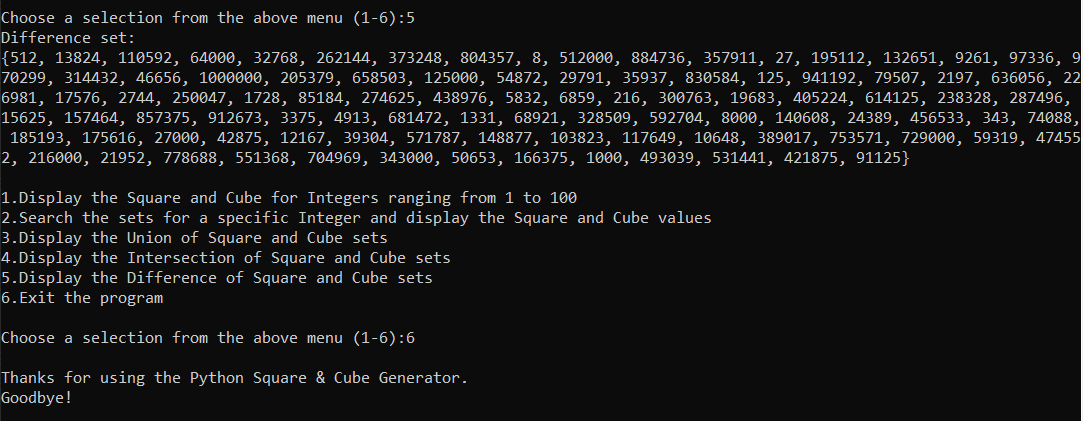 Choose a selection from the above menu (1-6):5
Difference set:
{512, 13824, 110592, 64000, 32768, 262144, 373248, 804357, 8, 512000, 884736, 357911, 27, 195112, 132651, 9261, 97336, 9
70299, 314432, 46656, 1000000, 205379, 658503, 125000, 54872, 29791, 35937, 830584, 125, 941192, 79507, 2197, 636056, 22
6981, 17576, 2744, 250047, 1728, 85184, 274625, 438976, 5832, 6859, 216, 300763, 19683, 405224, 614125, 238328, 287496,
15625, 157464, 857375, 912673, 3375, 4913, 681472, 1331, 68921, 328509, 592704, 8000, 140608, 24389, 456533, 343, 74088,
185193, 175616, 27000, 42875, 12167, 39304, 571787, 148877, 103823, 117649, 10648, 389017, 753571, 729000, 59319, 47455
2, 216000, 21952, 778688, 551368, 704969, 343000, 50653, 166375, 1000, 493039, 531441, 421875, 91125}
1.Display the Square and Cube for Integers ranging from 1 to 100
2.Search the sets for a specific Integer and display the Square and Cube values
3.Display the Union of Square and Cube sets
4.Display the Intersection of Square and Cube sets
5.Display the Difference of Square and Cube sets
6.Exit the program
Choose a selection from the above menu (1-6):6
Thanks for using the Python Square & Cube Generator.
Goodbye!